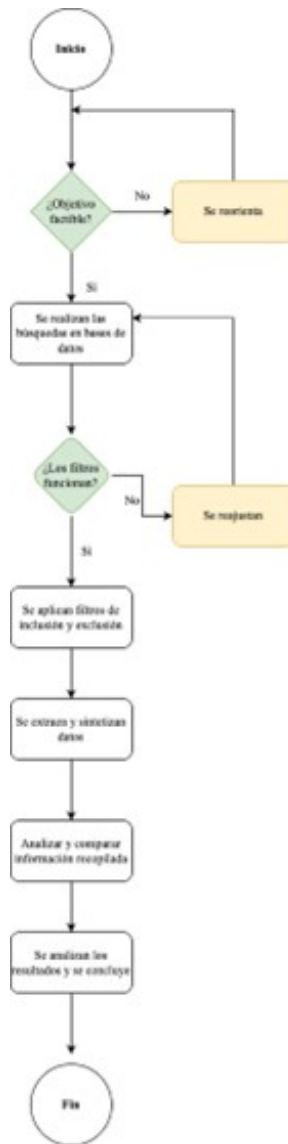 Inicio
¿Objetivo
factible?
No
Se reorienta
Si
Se realizan las
búsquedas en bases de
datos
¿Los filtros
funcionan?
No
Se reajustan
Si
Se aplican filtros de
inclusión y exclusión
Se extraen y sintetizan
datos
Analizar y comparar
información recopilada
Se analizan los
resultados y se concluye
Fin